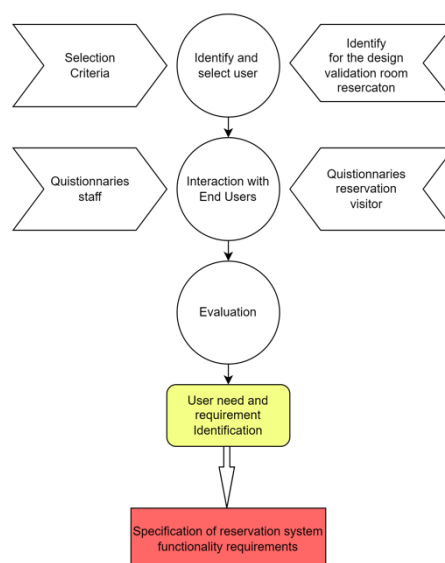 Selection
Criteria
Identify and
select user
Identify
for the design
validation room
resercaton
Quistionnaries
staff
Interaction with
End Users
Quistionnaries
reservation
visitor
Evaluation
User need and
requirement
Identification
Specification of reservation system
functionality requirements